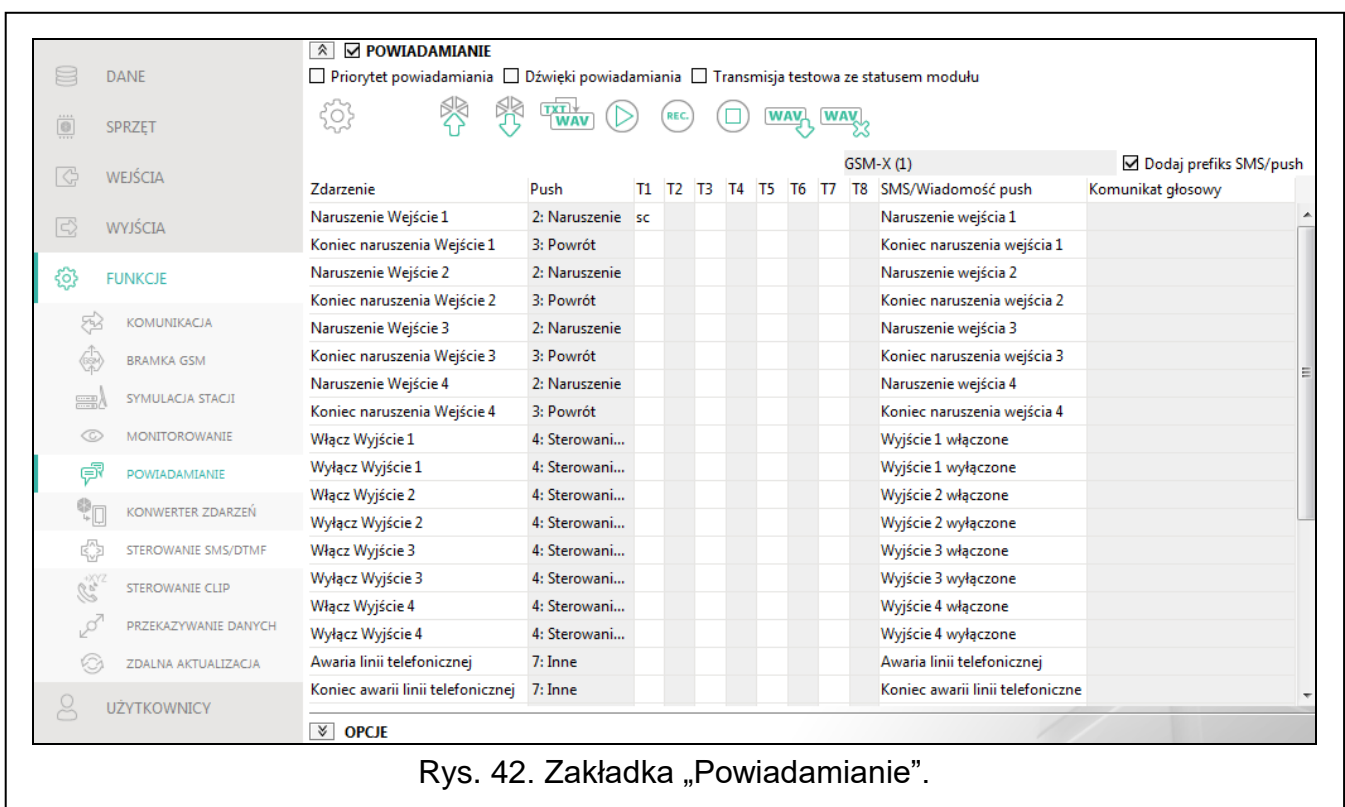 POWIADAMIANIE
Priorytet powiadamiania Dźwięki powiadamiania Transmisja testowa ze statusem modułu
TXT WAV REC. WAV WAV
GSM-X (1) Dodaj prefiks SMS/push
Zdarzenie Push T1 T2 T3 T4 T5 T6 T7 T8 SMS/Wiadomość push Komunikat głosowy
Naruszenie Wejście 1 2: Naruszenie sc Naruszenie wejścia 1
Koniec naruszenia Wejście 1 3: Powrót Koniec naruszenia wejścia 1
Naruszenie Wejście 2 2: Naruszenie Naruszenie wejścia 2
Koniec naruszenia Wejście 2 3: Powrót Koniec naruszenia wejścia 2
Naruszenie Wejście 3 2: Naruszenie Naruszenie wejścia 3
Koniec naruszenia Wejście 3 3: Powrót Koniec naruszenia wejścia 3
Naruszenie Wejście 4 2: Naruszenie Naruszenie wejścia 4
Koniec naruszenia Wejście 4 3: Powrót Koniec naruszenia wejścia 4
Włącz Wyjście 1 4: Sterowani... Wyjście 1 włączone
Wyłącz Wyjście 1 4: Sterowani... Wyjście 1 wyłączone
Włącz Wyjście 2 4: Sterowani... Wyjście 2 włączone
Wyłącz Wyjście 2 4: Sterowani... Wyjście 2 wyłączone
Włącz Wyjście 3 4: Sterowani... Wyjście 3 włączone
Wyłącz Wyjście 3 4: Sterowani... Wyjście 3 wyłączone
Włącz Wyjście 4 4: Sterowani... Wyjście 4 włączone
Wyłącz Wyjście 4 4: Sterowani... Wyjście 4 wyłączone
Awaria linii telefonicznej 7: Inne Awaria linii telefonicznej
Koniec awarii linii telefonicznej 7: Inne Koniec awarii linii telefoniczne
OPCJE
DANE
SPRZĘT
WEJŚCIA
WYJŚCIA
FUNKCJE
KOMUNIKACJA
GSM BRAMKA GSM
SYMULACJA STACJI
MONITOROWANIE
POWIADAMIANIE
KONWERTER ZDARZEŃ
STEROWANIE SMS/DTMF
+XYZ STEROWANIE CLIP
PRZEKAZYWANIE DANYCH
ZDALNA AKTUALIZACJA
UŻYTKOWNICY
Rys. 42. Zakładka „Powiadamianie”.